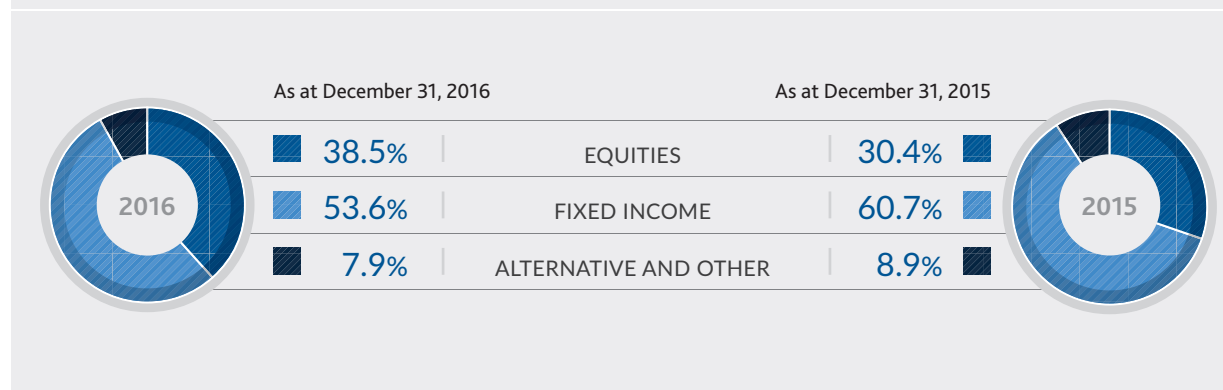 As at December 31, 2016 As at December 31, 2015
38.5% EQUITIES 30.4%
2016 53.6% FIXED INCOME 60.7% 2015
7.9% ALTERNATIVE AND OTHER 8.9%